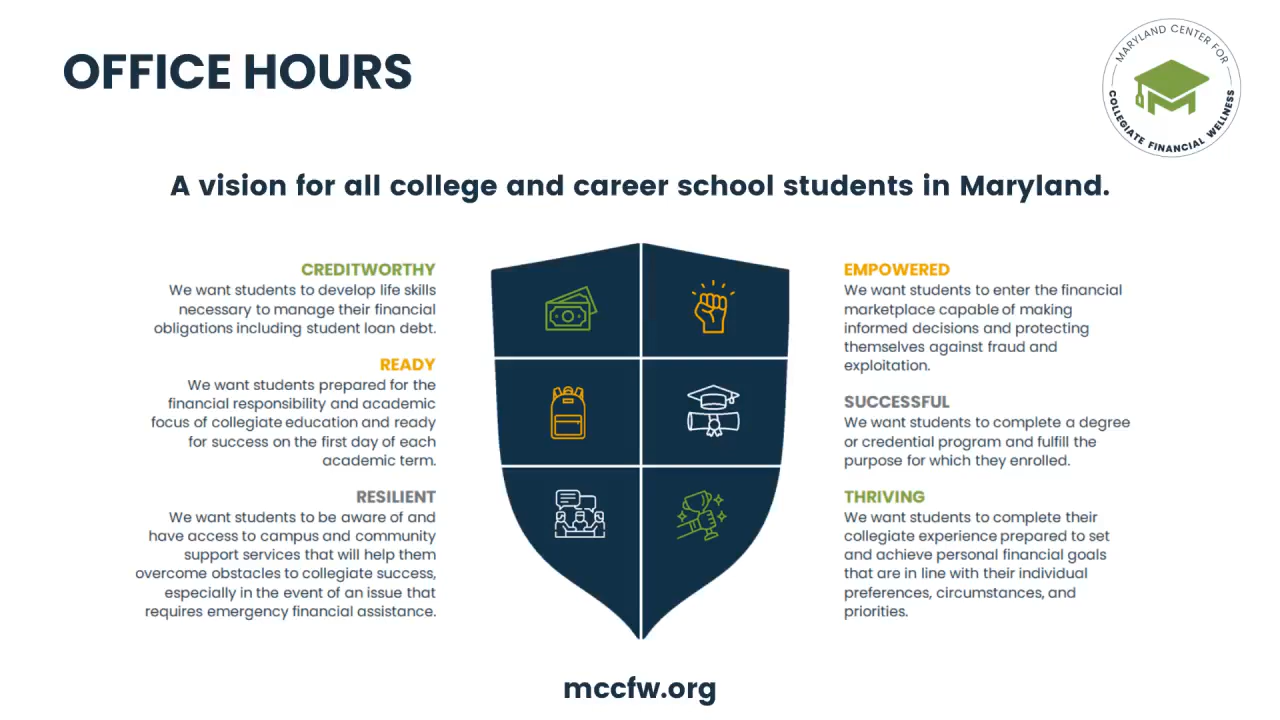 OFFICE HOURS
MARYLAND CENTER FOR
COLLEGIATE FINANCIAL WELLNESS
A vision for all college and career school students in Maryland.
CREDITWORTHY
We want students to develop life skills
necessary to manage their financial
obligations including student loan debt.
READY
We want students prepared for the
financial responsibility and academic
focus of collegiate education and ready
for success on the first day of each
academic term.
RESILIENT
We want students to be aware of and
have access to campus and community
support services that will help them
overcome obstacles to collegiate success,
especially in the event of an issue that
requires emergency financial assistance.
EMPOWERED
We want students to enter the financial
marketplace capable of making
informed decisions and protecting
themselves against fraud and
exploitation.
SUCCESSFUL
We want students to complete a degree
or credential program and fulfill the
purpose for which they enrolled.
THRIVING
We want students to complete their
collegiate experience prepared to set
and achieve personal financial goals
that are in line with their individual
preferences, circumstances, and
priorities.
mccfw.org